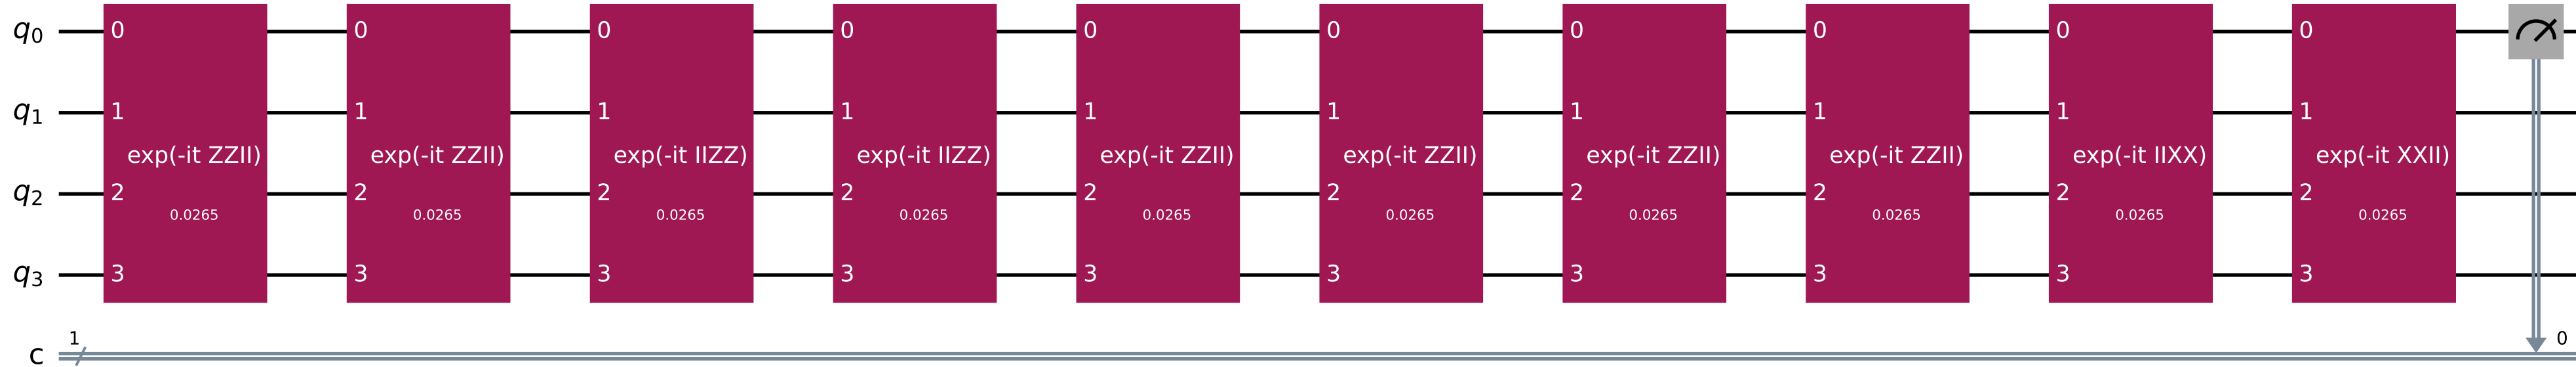 q0 0 0 0 0 0 0 0 0 0 0
q1 1 1 1 1 1 1 1 1 1 1
exp(-it ZZII) exp(-it ZZII) exp(-it IIZZ) exp(-it IIZZ) exp(-it ZZII) exp(-it ZZII) exp(-it ZZII) exp(-it ZZII) exp(-it IIXX) exp(-it XXII)
q2 2 2 2 2 2 2 2 2 2 2
0.0265 0.0265 0.0265 0.0265 0.0265 0.0265 0.0265 0.0265 0.0265 0.0265
q3 3 3 3 3 3 3 3 3 3 3
1 0
c